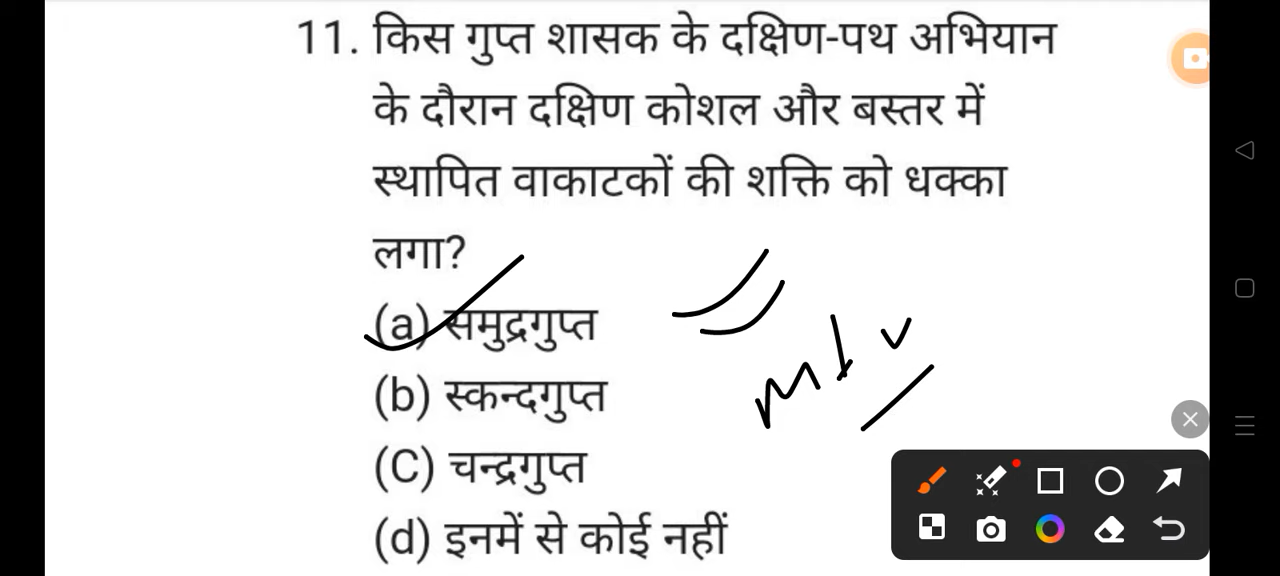 11. किस गुप्त शासक के दक्षिण-पथ अभियान
के दौरान दक्षिण कोशल और बस्तर में
स्थापित वाकाटकों की शक्ति को धक्का
लगा?
(a) समुद्रगुप्त
(b) स्कन्दगुप्त
(C) चन्द्रगुप्त
(d) इनमें से कोई नहीं